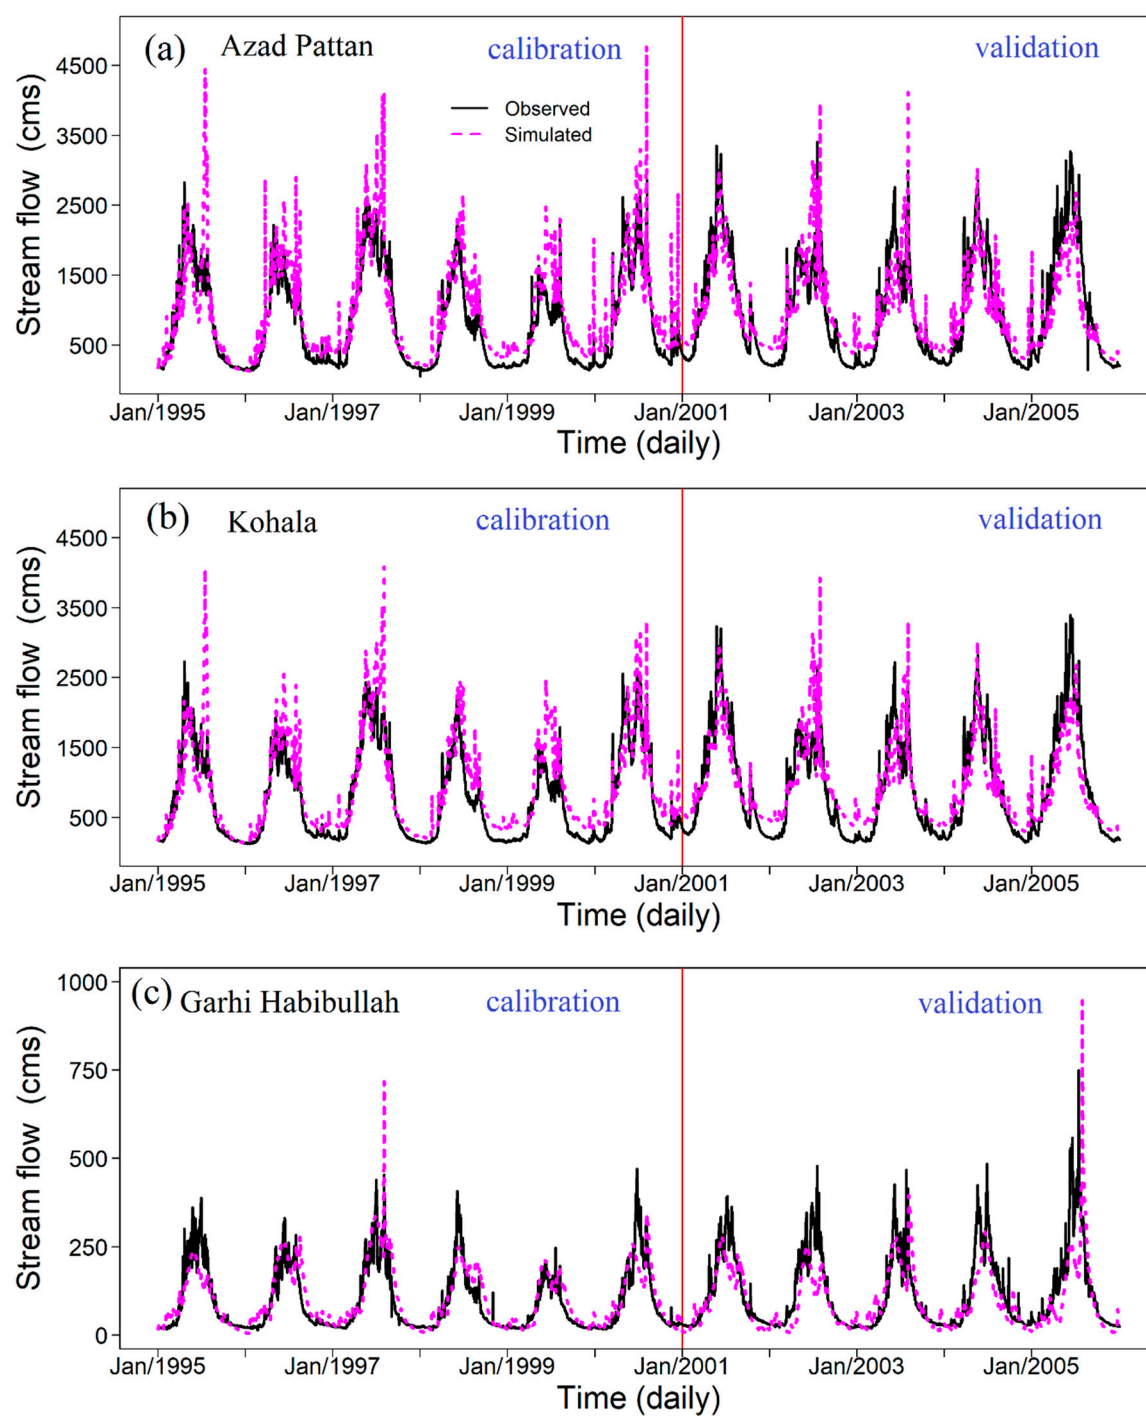 (a) Azad Pattan calibration validation
Observed
Simulated
Stream flow (cms)
4500
3500
2500
1500
500
Jan/1995 Jan/1997 Jan/1999 Jan/2001 Jan/2003 Jan/2005
Time (daily)
(b) Kohala calibration validation
Stream flow (cms)
4500
3500
2500
1500
500
Jan/1995 Jan/1997 Jan/1999 Jan/2001 Jan/2003 Jan/2005
Time (daily)
(c) Garhi Habibullah calibration validation
Stream flow (cms)
1000
750
500
250
0
Jan/1995 Jan/1997 Jan/1999 Jan/2001 Jan/2003 Jan/2005
Time (daily)